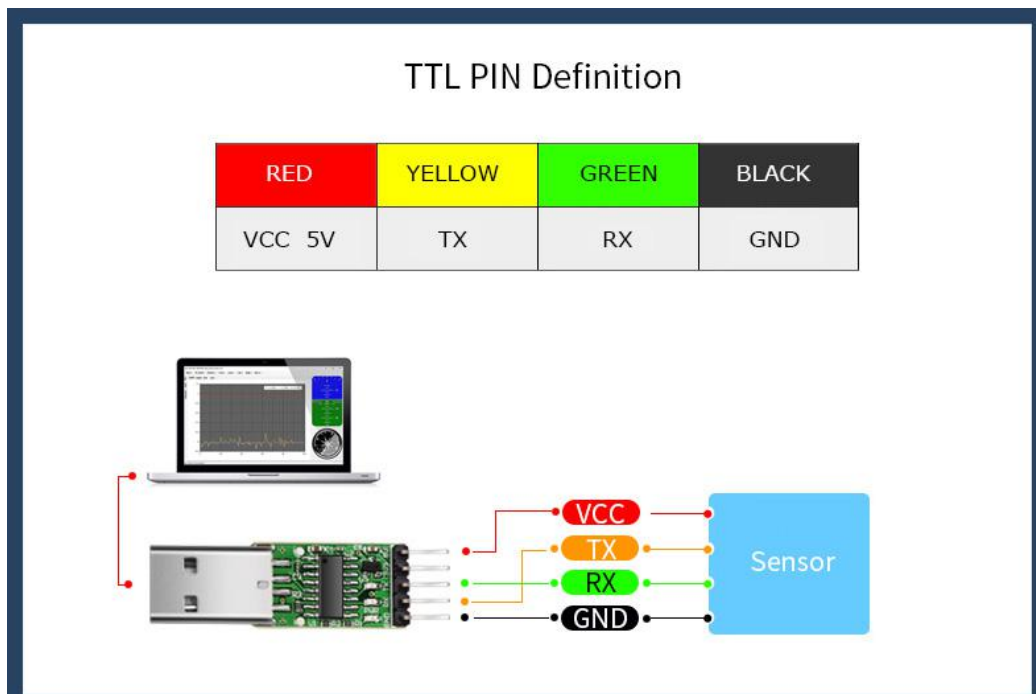 TTL PIN Definition
RED YELLOW GREEN BLACK
VCC 5V TX RX GND
VCC
TX
RX
GND
Sensor